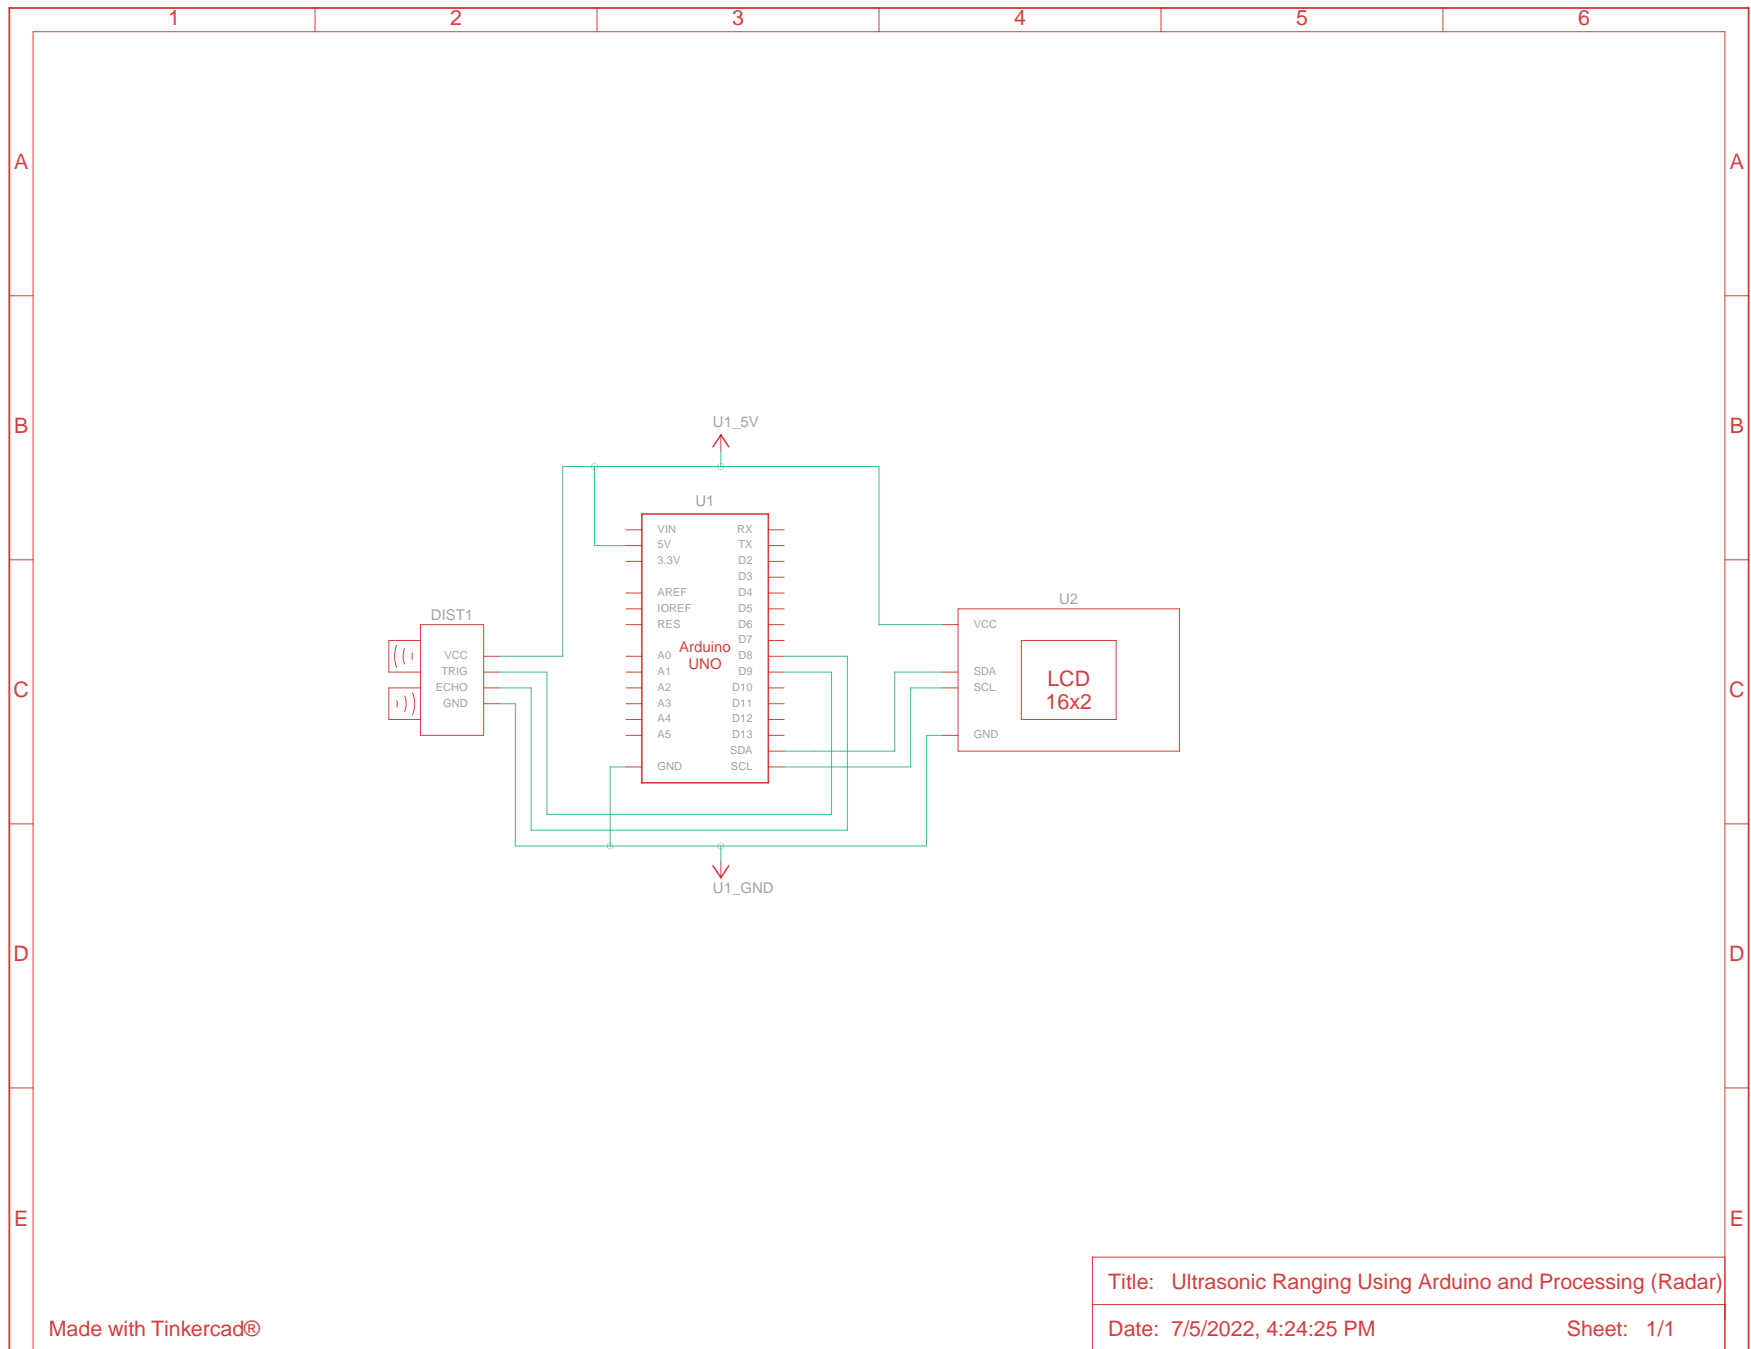 1 2 3 4 5 6
A A
B B
U1_5V
U1
VIN RX
5V TX
3.3V D2
D3
AREF D4
IOREF D5
RES D6
D7
A0 D8
A1 D9
A2 D10
A3 D11
A4 D12
A5 D13
SDA
GND SCL
Arduino
UNO
DIST1
VCC
TRIG
ECHO
GND
U2
VCC
SDA
SCL
GND
LCD
16x2
C C
U1_GND
D D
E E
Title: Ultrasonic Ranging Using Arduino and Processing (Radar)
Made with Tinkercad®
Date: 7/5/2022, 4:24:25 PM Sheet: 1/1